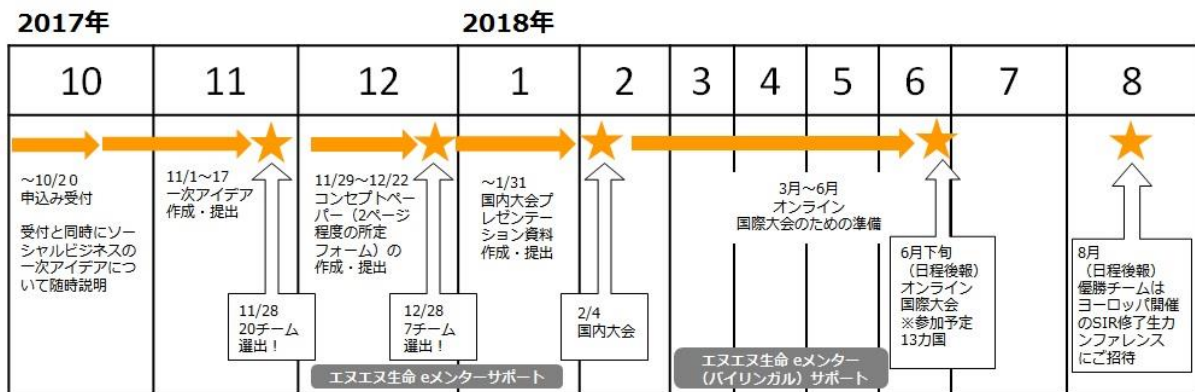 2017年
2018年
10
11
12
1
2
3
4
5
6
7
8
～10/20
申込み受付
受付と同時にソー
シャルビジネスの
一次アイデアにつ
いて随時説明
11/1～17
一次アイデア
作成・提出
11/28
20チーム
選出！
11/29～12/22
コンセプトペー
パー（2ページ
程度の所定
フォーム）の
作成・提出
12/28
7チーム
選出！
～1/31
国内大会プ
レゼンテー
ション資料
作成・提出
2/4
国内大会
3月～6月
オンライン
国際大会のための準備
6月下旬
（日程後報）
オンライン
国際大会
※参加予定
13カ国
8月
（日程後報）
優勝チームは
ヨーロッパ開催
のSIR修了生カ
ンファレンス
にご招待
エヌエヌ生命 eメンターサポート
エヌエヌ生命 eメンター
（バイリンガル）サポート